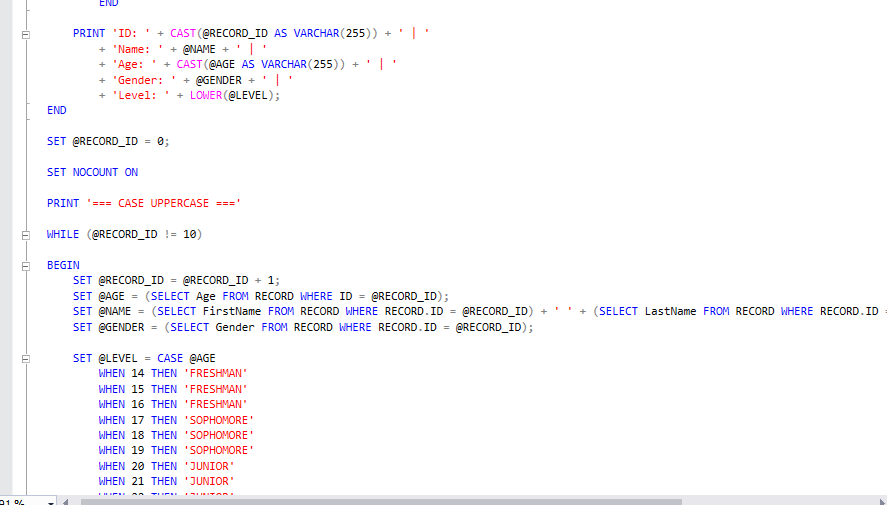 END
PRINT 'ID: ' + CAST(@RECORD_ID AS VARCHAR(255)) + ' | '
+ 'Name: ' + @NAME + ' | '
+ 'Age: ' + CAST(@AGE AS VARCHAR(255)) + ' | '
+ 'Gender: ' + @GENDER + ' | '
+ 'Level: ' + LOWER(@LEVEL);
END
SET @RECORD_ID = 0;
SET NOCOUNT ON
PRINT '=== CASE UPPERCASE ==='
WHILE (@RECORD_ID != 10)
BEGIN
SET @RECORD_ID = @RECORD_ID + 1;
SET @AGE = (SELECT Age FROM RECORD WHERE ID = @RECORD_ID);
SET @NAME = (SELECT FirstName FROM RECORD WHERE RECORD.ID = @RECORD_ID) + ' ' + (SELECT LastName FROM RECORD WHERE RECORD.ID =
SET @GENDER = (SELECT Gender FROM RECORD WHERE RECORD.ID = @RECORD_ID);
SET @LEVEL = CASE @AGE
WHEN 14 THEN 'FRESHMAN'
WHEN 15 THEN 'FRESHMAN'
WHEN 16 THEN 'FRESHMAN'
WHEN 17 THEN 'SOPHOMORE'
WHEN 18 THEN 'SOPHOMORE'
WHEN 19 THEN 'SOPHOMORE'
WHEN 20 THEN 'JUNIOR'
WHEN 21 THEN 'JUNIOR'